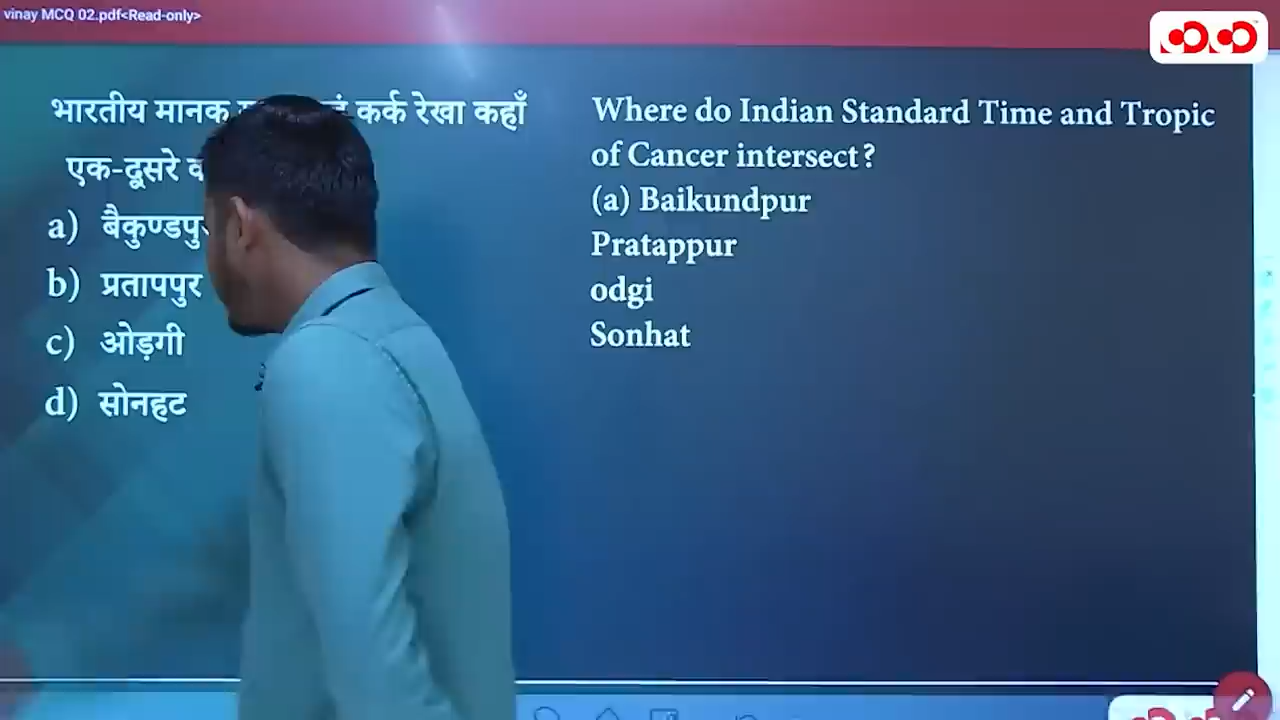 vinay MCQ 02.pdf<Read-only>
भारतीय मानक कर्क रेखा कहाँ
एक-दूसरे
a) बैकुण्डपुर
b) प्रतापपुर
c) ओड़गी
d) सोनहट
Where do Indian Standard Time and Tropic
of Cancer intersect?
(a) Baikundpur
Pratappur
odgi
Sonhat